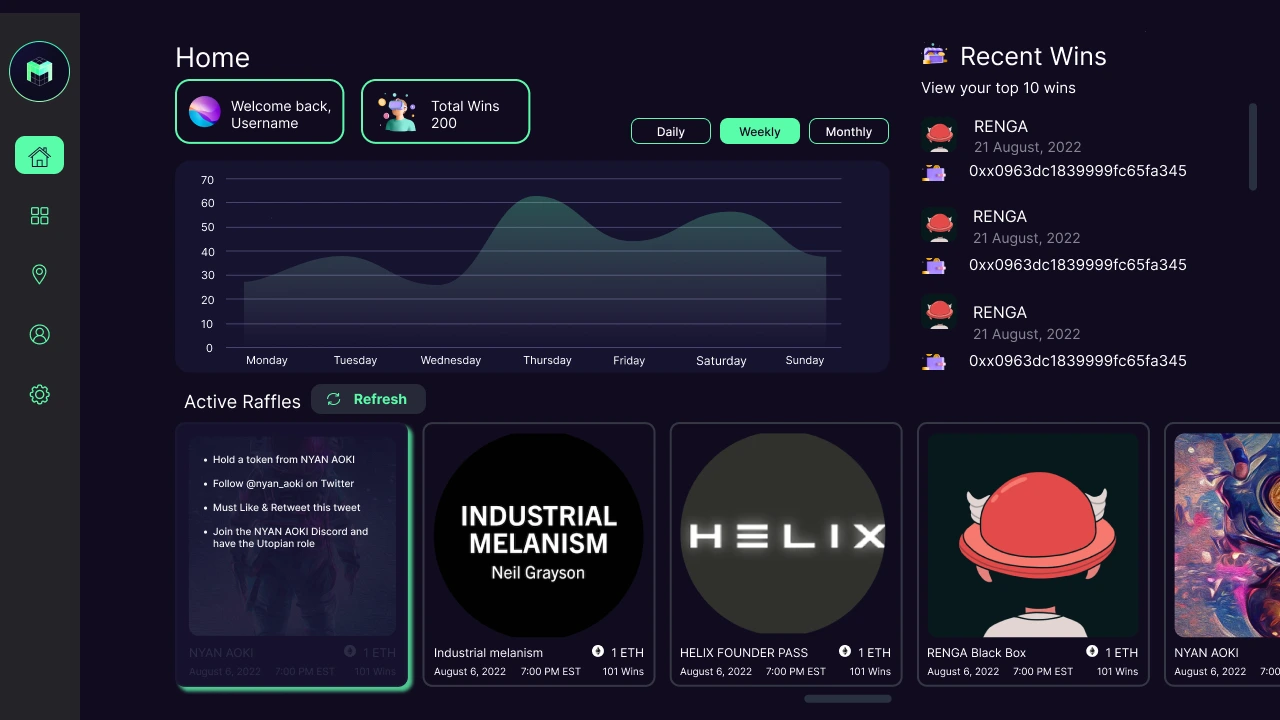 Home
Welcome back,
Username
Total Wins
200
Daily
Weekly
Monthly
70
60
50
40
30
20
10
0
Monday
Tuesday
Wednesday
Thursday
Friday
Saturday
Sunday
Recent Wins
View your top 10 wins
RENGA
21 August, 2022
0xx0963dc1839999fc65fa345
RENGA
21 August, 2022
0xx0963dc1839999fc65fa345
RENGA
21 August, 2022
0xx0963dc1839999fc65fa345
Active Raffles
Refresh
• Hold a token from NYAN AOKI
• Follow @nyan_aoki on Twitter
• Must Like & Retweet this tweet
• Join the NYAN AOKI Discord and
have the Utopian role
NYAN AOKI 1 ETH
August 6, 2022 7:00 PM EST 101 Wins
INDUSTRIAL
MELANISM
Neil Grayson
Industrial melanism 1 ETH
August 6, 2022 7:00 PM EST 101 Wins
HELIX
HELIX FOUNDER PASS 1 ETH
August 6, 2022 7:00 PM EST 101 Wins
RENGA Black Box 1 ETH
August 6, 2022 7:00 PM EST 101 Wins
NYAN AOKI
August 6, 2022 7:00